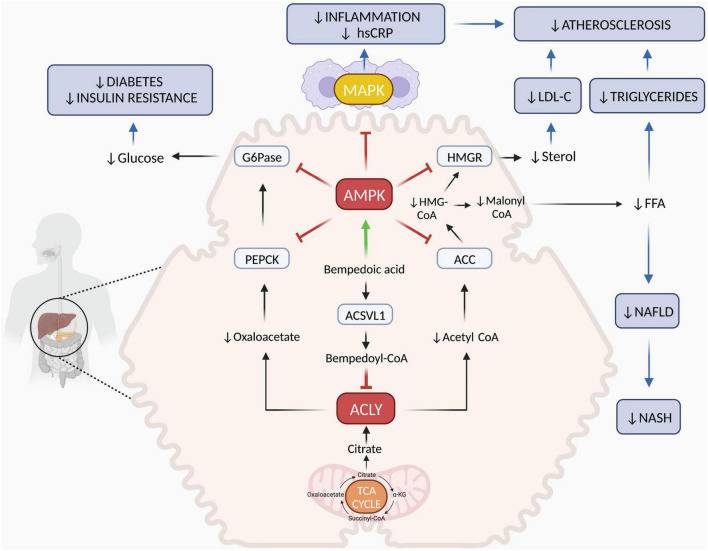 ↓INFLAMMATION
↓ hsCRP
↓ATHEROSCLEROSIS
↓DIABETES
↓INSULIN RESISTANCE
MAPK
↓LDL-C
↓TRIGLYCERIDES
↓Glucose
G6Pase
HMGR
↓Sterol
AMPK
↓HMG-
CoA
↓Malonyl
CoA
↓FFA
PEPCK
Bempedoic acid
ACC
ACSVL1
↓NAFLD
↓Oxaloacetate
↓Acetyl CoA
Bempedoyl-CoA
ACLY
↓NASH
Citrate
Citrate
Oxaloacetate
TCA
CYCLE
α-KG
Succinyl-CoA